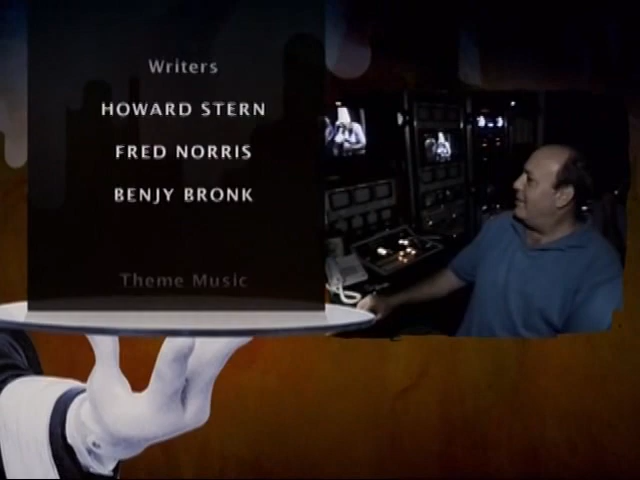 Writers
HOWARD STERN
FRED NORRIS
BENJY BRONK
Theme Music